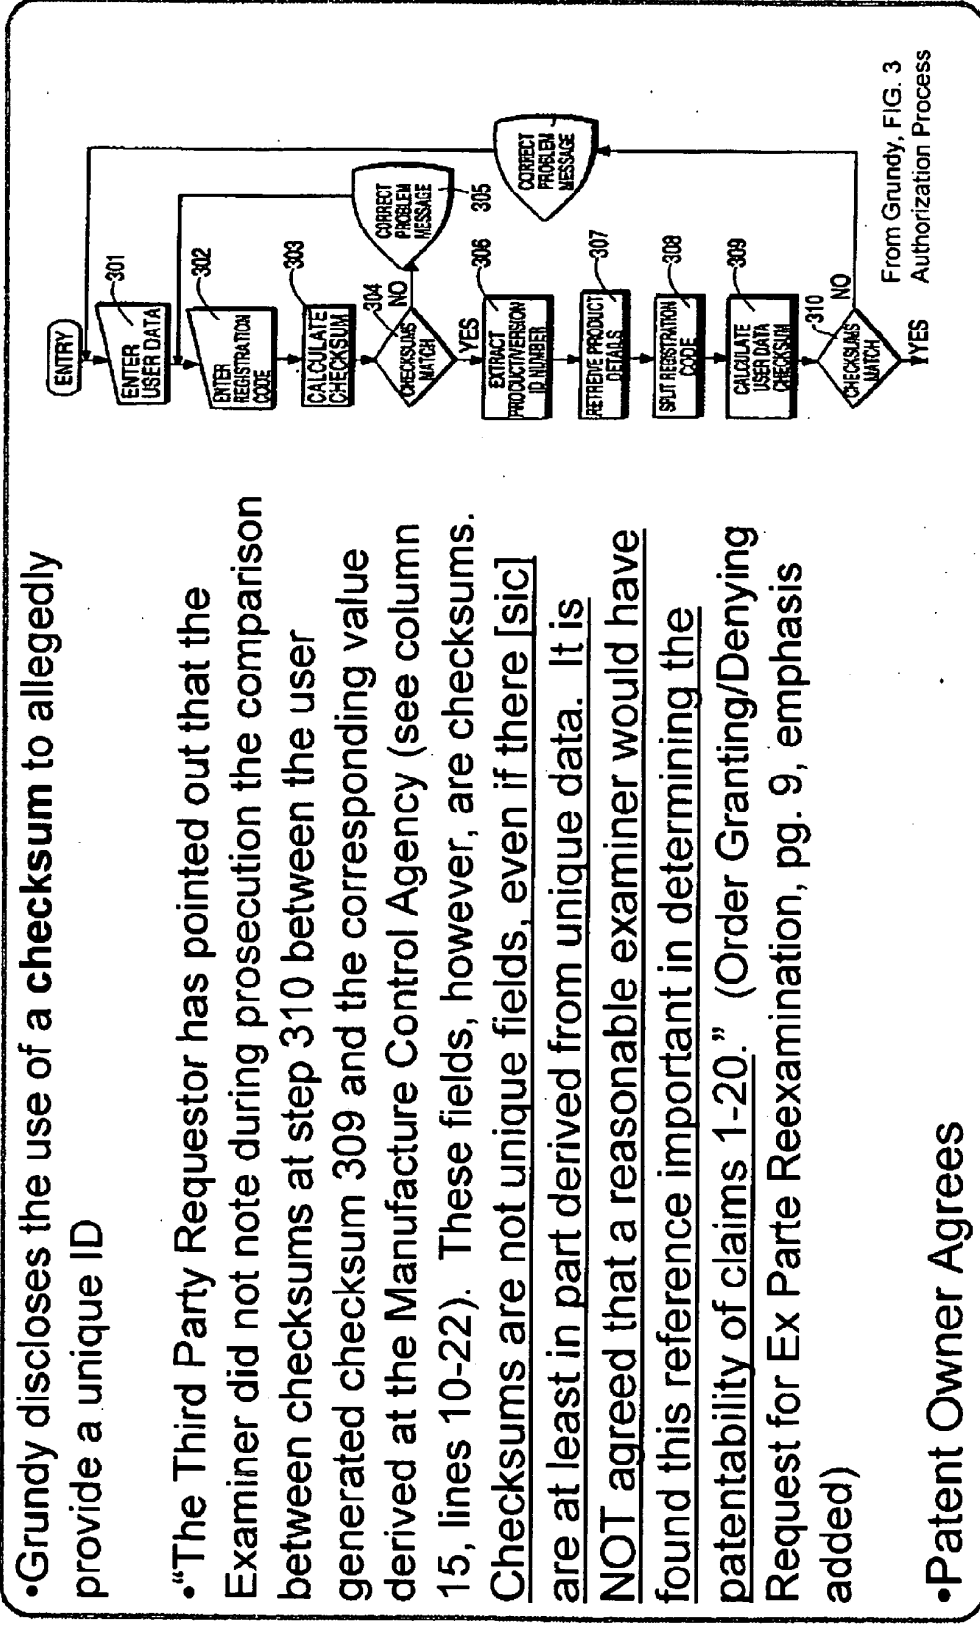 •Grundy discloses the use of a checksum to allegedly
provide a unique ID
•"The Third Party Requestor has pointed out that the
Examiner did not note during prosecution the comparison
between checksums at step 310 between the user
generated checksum 309 and the corresponding value
derived at the Manufacture Control Agency (see column
15, lines 10-22). These fields, however, are checksums.
Checksums are not unique fields, even if there [sic]
are at least in part derived from unique data. It is
NOT agreed that a reasonable examiner would have
found this reference important in determining the
patentability of claims 1-20." (Order Granting/Denying
Request for Ex Parte Reexamination, pg. 9, emphasis
added)
•Patent Owner Agrees
ENTRY
301
ENTER
USER DATA
302
ENTER
REGISTRATION
CODE
303
CALCULATE
CHECKSUM
304
CHECKSUMS
MATCH
NO
CORRECT
PROBLEM
MESSAGE
305
YES
306
EXTRACT
PRODUCT/VERSION
ID NUMBER
307
RETRIEVE PRODUCT
DETAILS
308
SPLIT REGISTRATION
CODE
309
CALCULATE
USER DATA
CHECKSUM
310
CHECKSUMS
MATCH
NO
CORRECT
PROBLEM
MESSAGE
YES
From Grundy, FIG. 3
Authorization Process